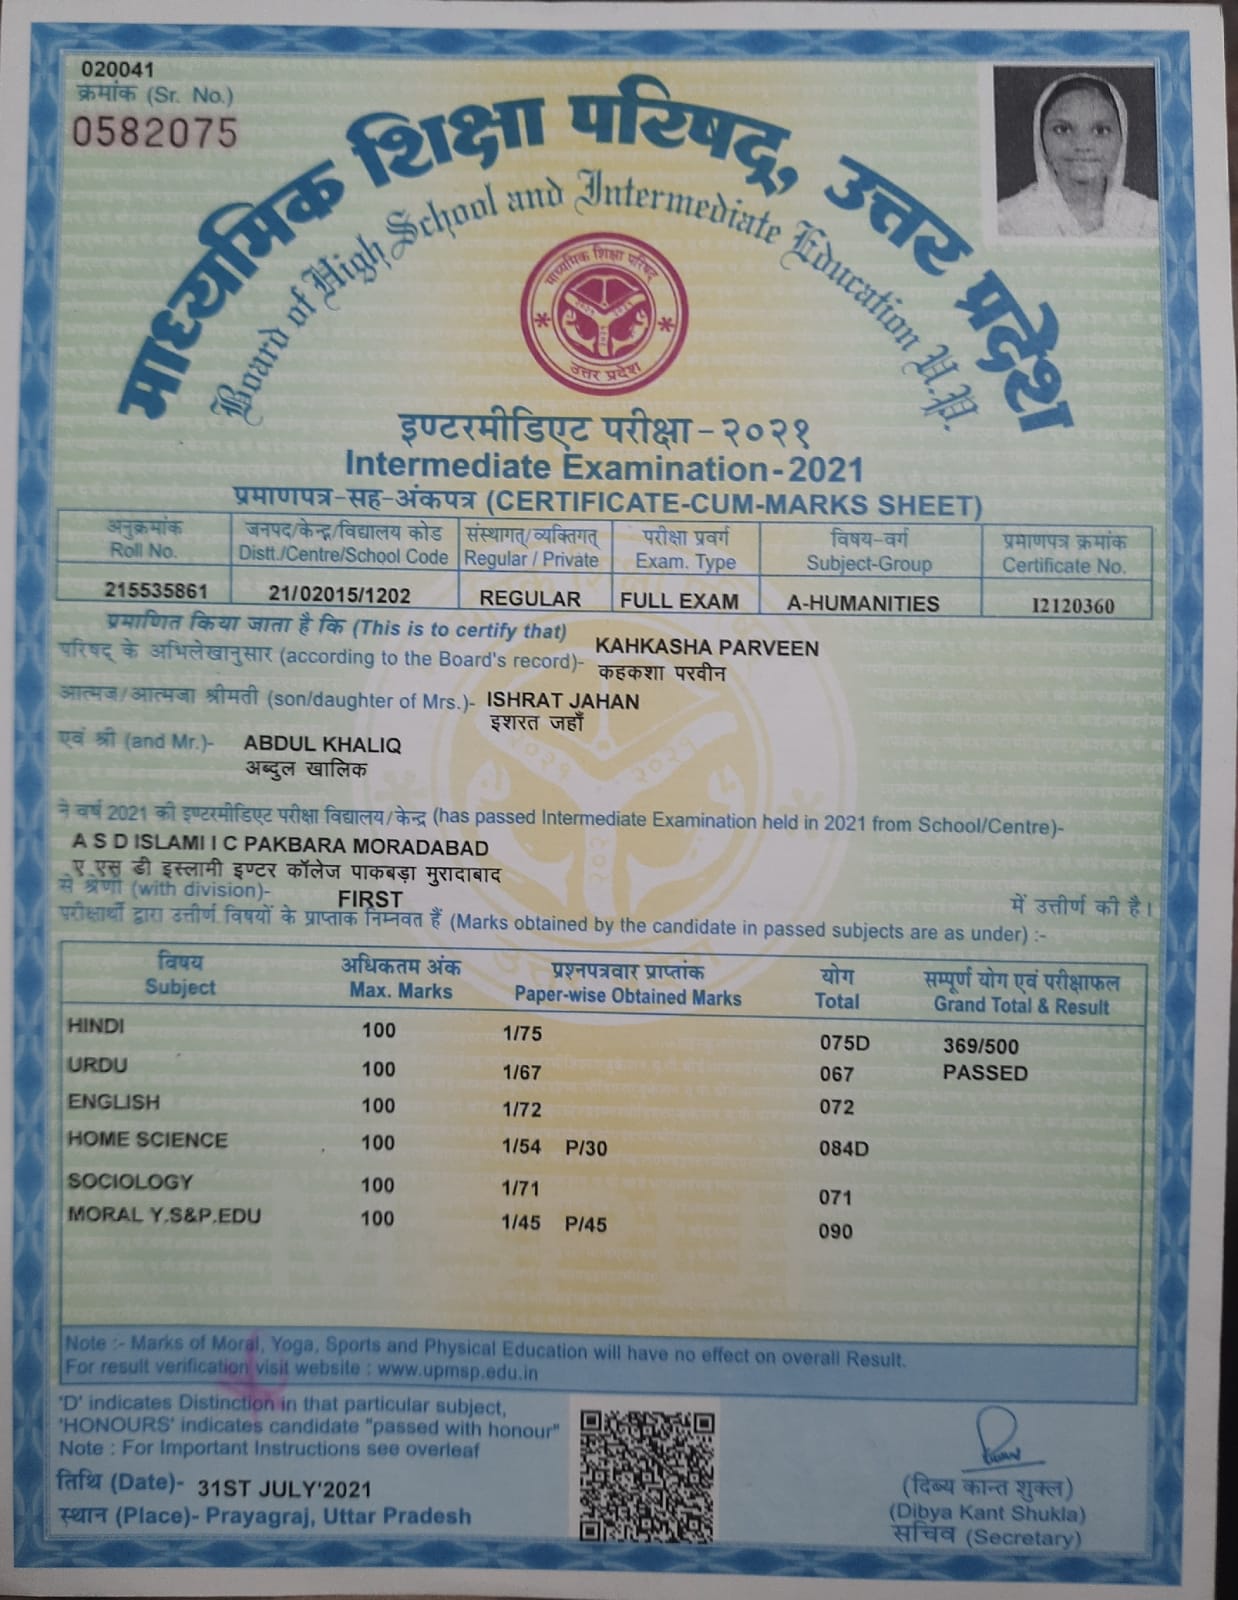 020041
क्रमांक (Sr. No.)
0582075
माध्यमिक शिक्षा परिषद्, उत्तर प्रदेश
Board of High School and Intermediate Education U.P.
माध्यमिक शिक्षा परिषद्
उत्तर प्रदेश
इण्टरमीडिएट परीक्षा - २०२१
Intermediate Examination - 2021
प्रमाणपत्र-सह-अंकपत्र (CERTIFICATE-CUM-MARKS SHEET)
अनुक्रमांक जनपद/केन्द्र/विद्यालय कोड संस्थागत्/व्यक्तिगत् परीक्षा प्रवर्ग विषय-वर्ग प्रमाणपत्र क्रमांक
Roll No. Distt./Centre/School Code Regular / Private Exam. Type Subject-Group Certificate No.
215535861 21/02015/1202 REGULAR FULL EXAM A-HUMANITIES 12120360
प्रमाणित किया जाता है कि (This is to certify that)
परिषद् के अभिलेखानुसार (according to the Board's record)- KAHKASHA PARVEEN
कहकशा परवीन
आत्मज/आत्मजा श्रीमती (son/daughter of Mrs.)- ISHRAT JAHAN
इशरत जहाँ
एवं श्री (and Mr.)- ABDUL KHALIQ
अब्दुल खालिक
ने वर्ष 2021 की इण्टरमीडिएट परीक्षा विद्यालय/केन्द्र (has passed Intermediate Examination held in 2021 from School/Centre)-
A S D ISLAMI I C PAKBARA MORADABAD
ए एस डी इस्लामी इण्टर कॉलेज पाकबड़ा मुरादाबाद
से श्रेणी (with division)- FIRST में उत्तीर्ण की है।
परीक्षार्थी द्वारा उत्तीर्ण विषयों के प्राप्तांक निम्नवत हैं (Marks obtained by the candidate in passed subjects are as under) :-
विषय अधिकतम अंक प्रश्नपत्रवार प्राप्तांक योग सम्पूर्ण योग एवं परीक्षाफल
Subject Max. Marks Paper-wise Obtained Marks Total Grand Total & Result
HINDI 100 1/75 075D 369/500
URDU 100 1/67 067 PASSED
ENGLISH 100 1/72 072
HOME SCIENCE 100 1/54 P/30 084D
SOCIOLOGY 100 1/71 071
MORAL Y.S&P.EDU 100 1/45 P/45 090
Note :- Marks of Moral, Yoga, Sports and Physical Education will have no effect on overall Result.
For result verification visit website : www.upmsp.edu.in
'D' indicates Distinction in that particular subject,
'HONOURS' indicates candidate "passed with honour"
Note : For Important Instructions see overleaf
तिथि (Date)- 31ST JULY'2021
स्थान (Place)- Prayagraj, Uttar Pradesh
(दिब्य कान्त शुक्ल)
(Dibya Kant Shukla)
सचिव (Secretary)